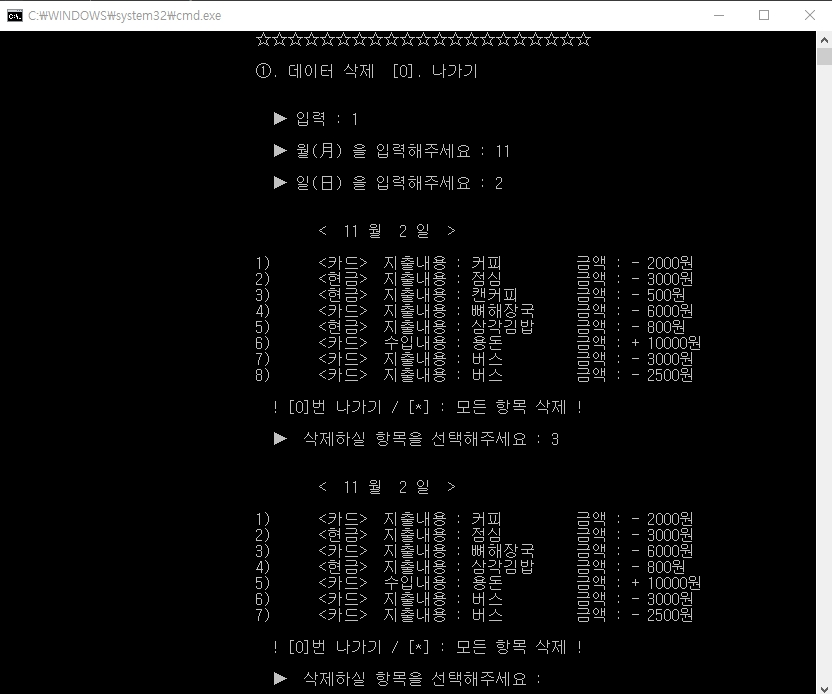 C:₩WINDOWS₩system32₩cmd.exe
☆☆☆☆☆☆☆☆☆☆☆☆☆☆☆☆☆☆☆☆☆
①. 데이터 삭제 [0]. 나가기
▶ 입력 : 1
▶ 월(月) 을 입력해주세요 : 11
▶ 일(日) 을 입력해주세요 : 2
< 11 월 2 일 >
1) <카드> 지출내용 : 커피 금액 : - 2000원
2) <현금> 지출내용 : 점심 금액 : - 3000원
3) <현금> 지출내용 : 캔커피 금액 : - 500원
4) <카드> 지출내용 : 뼈해장국 금액 : - 6000원
5) <현금> 지출내용 : 삼각김밥 금액 : - 800원
6) <카드> 수입내용 : 용돈 금액 : + 10000원
7) <카드> 지출내용 : 버스 금액 : - 3000원
8) <카드> 지출내용 : 버스 금액 : - 2500원
! [0]번 나가기 / [*] : 모든 항목 삭제 !
▶ 삭제하실 항목을 선택해주세요 : 3
< 11 월 2 일 >
1) <카드> 지출내용 : 커피 금액 : - 2000원
2) <현금> 지출내용 : 점심 금액 : - 3000원
3) <카드> 지출내용 : 뼈해장국 금액 : - 6000원
4) <현금> 지출내용 : 삼각김밥 금액 : - 800원
5) <카드> 수입내용 : 용돈 금액 : + 10000원
6) <카드> 지출내용 : 버스 금액 : - 3000원
7) <카드> 지출내용 : 버스 금액 : - 2500원
! [0]번 나가기 / [*] : 모든 항목 삭제 !
▶ 삭제하실 항목을 선택해주세요 :